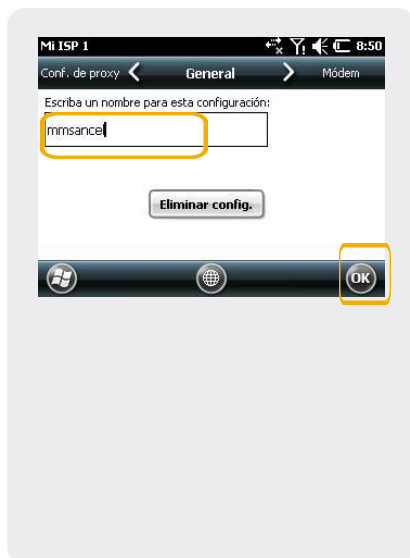 Mi ISP 1 8:50
Conf. de proxy General Módem
Escriba un nombre para esta configuración:
mmsancel
Eliminar config.
OK